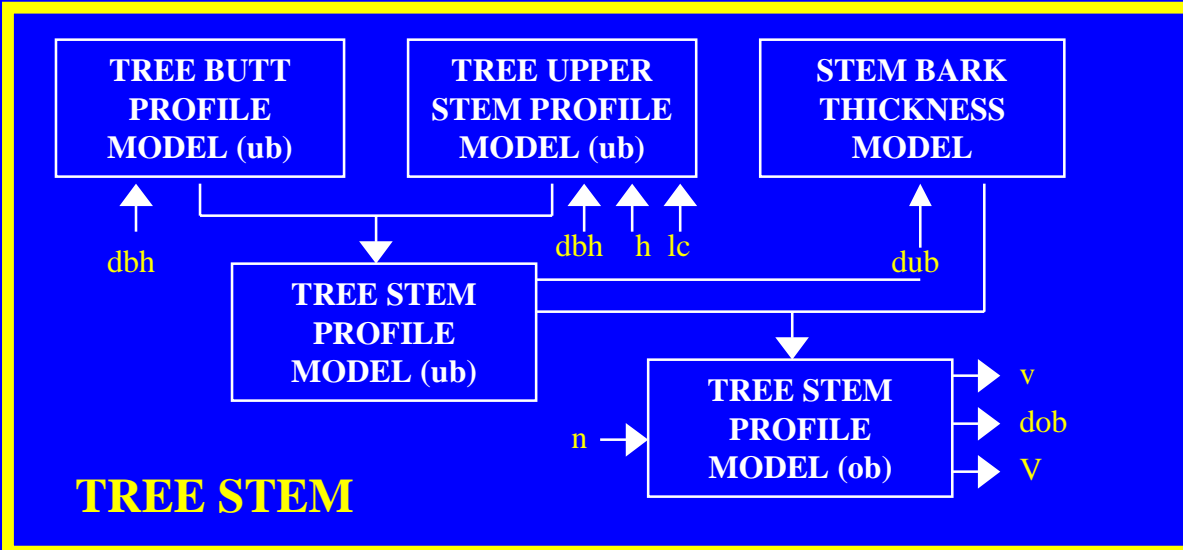 TREE BUTT
PROFILE
MODEL (ub)
TREE UPPER
STEM PROFILE
MODEL (ub)
STEM BARK
THICKNESS
MODEL
dbh
dbh h lc
dub
TREE STEM
PROFILE
MODEL (ub)
TREE STEM
PROFILE
MODEL (ob)
n
v
dob
V
TREE STEM